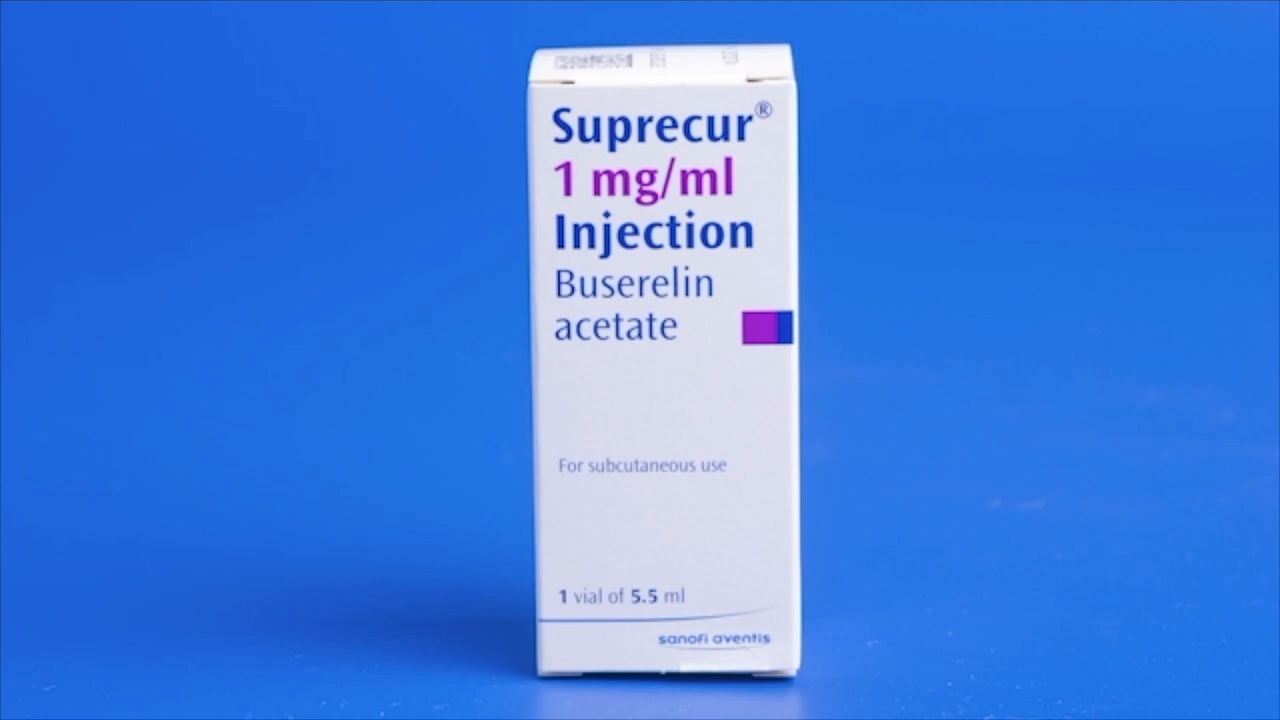 Suprecur®
1 mg/ml
Injection
Buserelin
acetate
For subcutaneous use
1 vial of 5.5 ml
sanofi aventis